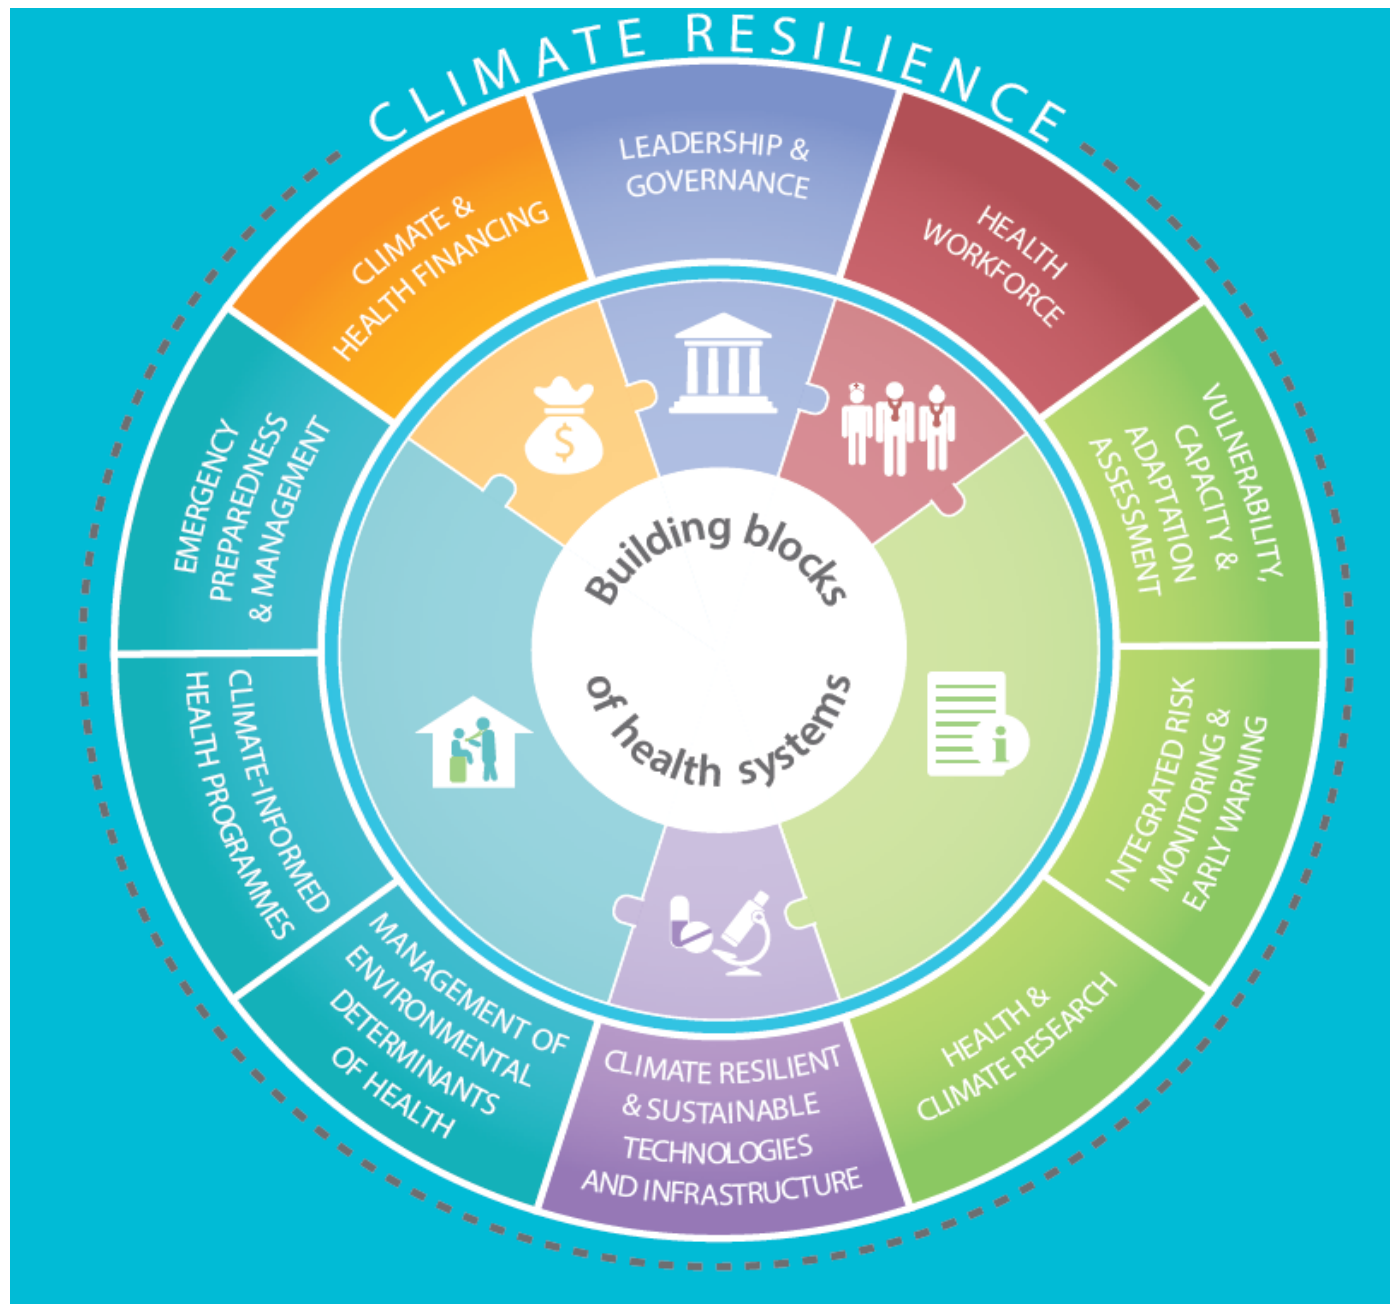 CLIMATE RESILIENCE
LEADERSHIP &
GOVERNANCE
HEALTH
WORKFORCE
VULNERABILITY,
CAPACITY &
ADAPTATION
ASSESSMENT
INTEGRATED RISK
MONITORING &
EARLY WARNING
HEALTH &
CLIMATE RESEARCH
CLIMATE RESILIENT
& SUSTAINABLE
TECHNOLOGIES
AND INFRASTRUCTURE
MANAGEMENT OF
ENVIRONMENTAL
DETERMINANTS
OF HEALTH
CLIMATE-INFORMED
HEALTH PROGRAMMES
EMERGENCY
PREPAREDNESS
& MANAGEMENT
CLIMATE &
HEALTH FINANCING
$
i
Building blocks
of health systems